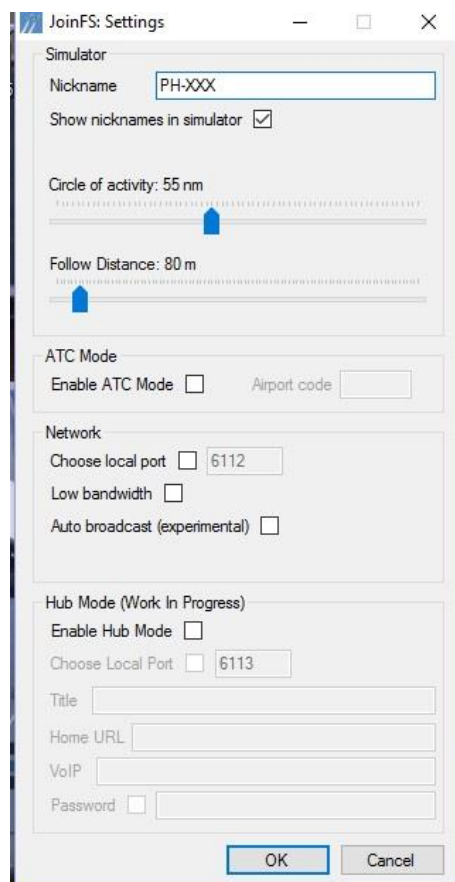 JoinFS: Settings
Simulator
Nickname PH-XXX
Show nicknames in simulator
Circle of activity: 55 nm
Follow Distance: 80 m
ATC Mode
Enable ATC Mode Airport code
Network
Choose local port 6112
Low bandwidth
Auto broadcast (experimental)
Hub Mode (Work In Progress)
Enable Hub Mode
Choose Local Port 6113
Title
Home URL
VoIP
Password
OK Cancel